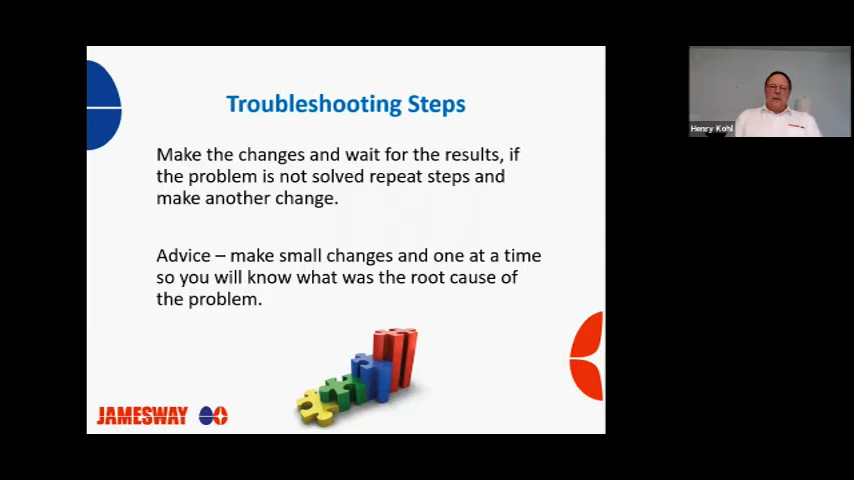 Troubleshooting Steps
Make the changes and wait for the results, if
the problem is not solved repeat steps and
make another change.
Advice – make small changes and one at a time
so you will know what was the root cause of
the problem.
JAMESWAY
Henry Kohl